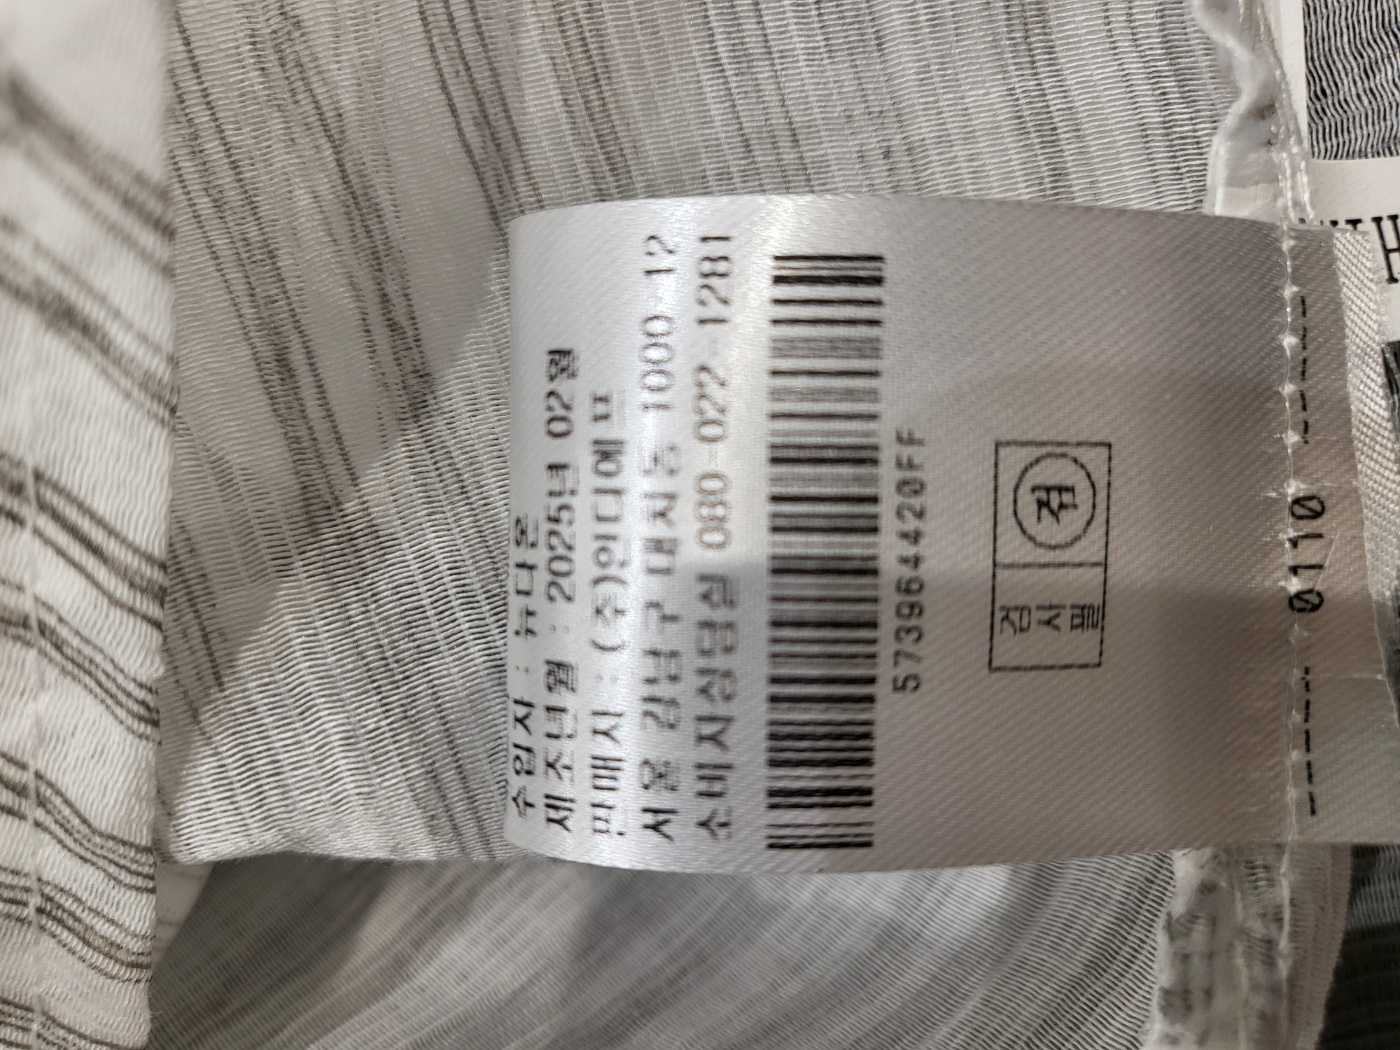 수입자 : 뉴다온
제조년월 : 2025년 02월
판매사 : (주)인디에프
서울 강남구 대치동 1000-12
소비자상담실 080-022-1281
573964420FF
검사필
검
0110